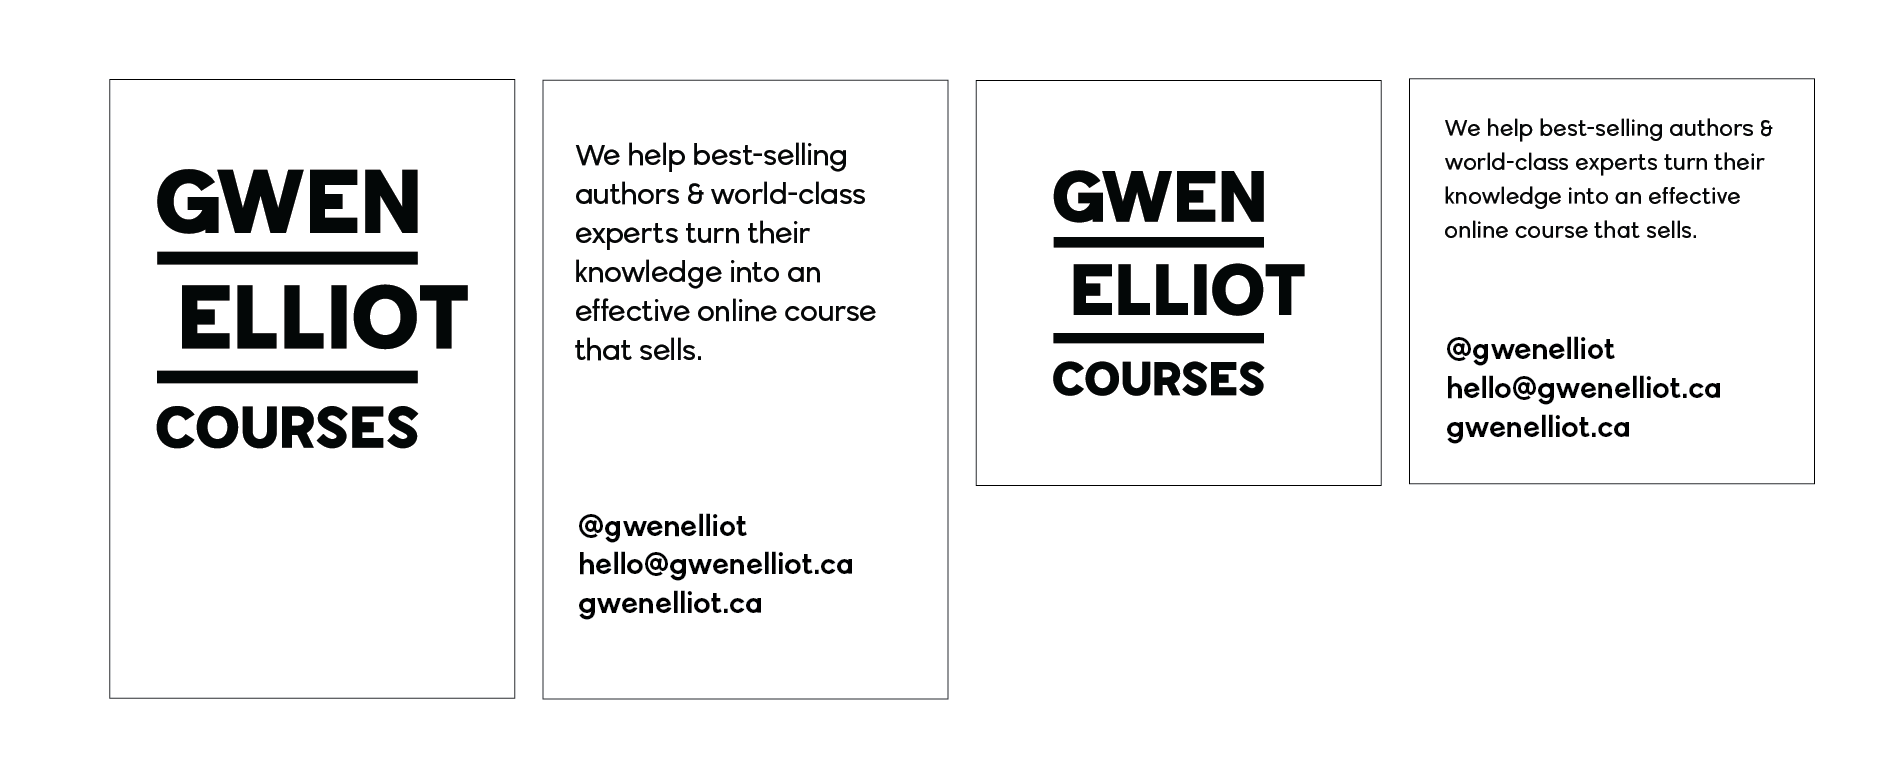 GWEN
ELLIOT
COURSES
We help best-selling
authors & world-class
experts turn their
knowledge into an
effective online course
that sells.
@gwenelliot
hello@gwenelliot.ca
gwenelliot.ca
GWEN
ELLIOT
COURSES
We help best-selling authors &
world-class experts turn their
knowledge into an effective
online course that sells.
@gwenelliot
hello@gwenelliot.ca
gwenelliot.ca